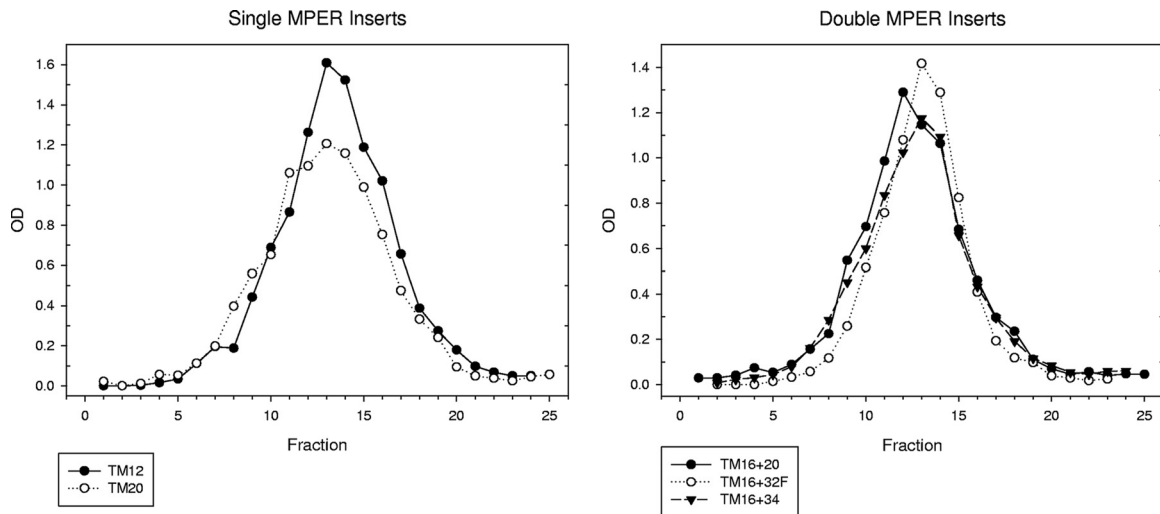 Single MPER Inserts
1.6
1.4
1.2
1.0
0.8
0.6
0.4
0.2
0.0
OD
0 5 10 15 20 25
Fraction
TM12
TM20
Double MPER Inserts
1.4
1.2
1.0
0.8
0.6
0.4
0.2
0.0
OD
0 5 10 15 20 25
Fraction
TM16+20
TM16+32F
TM16+34